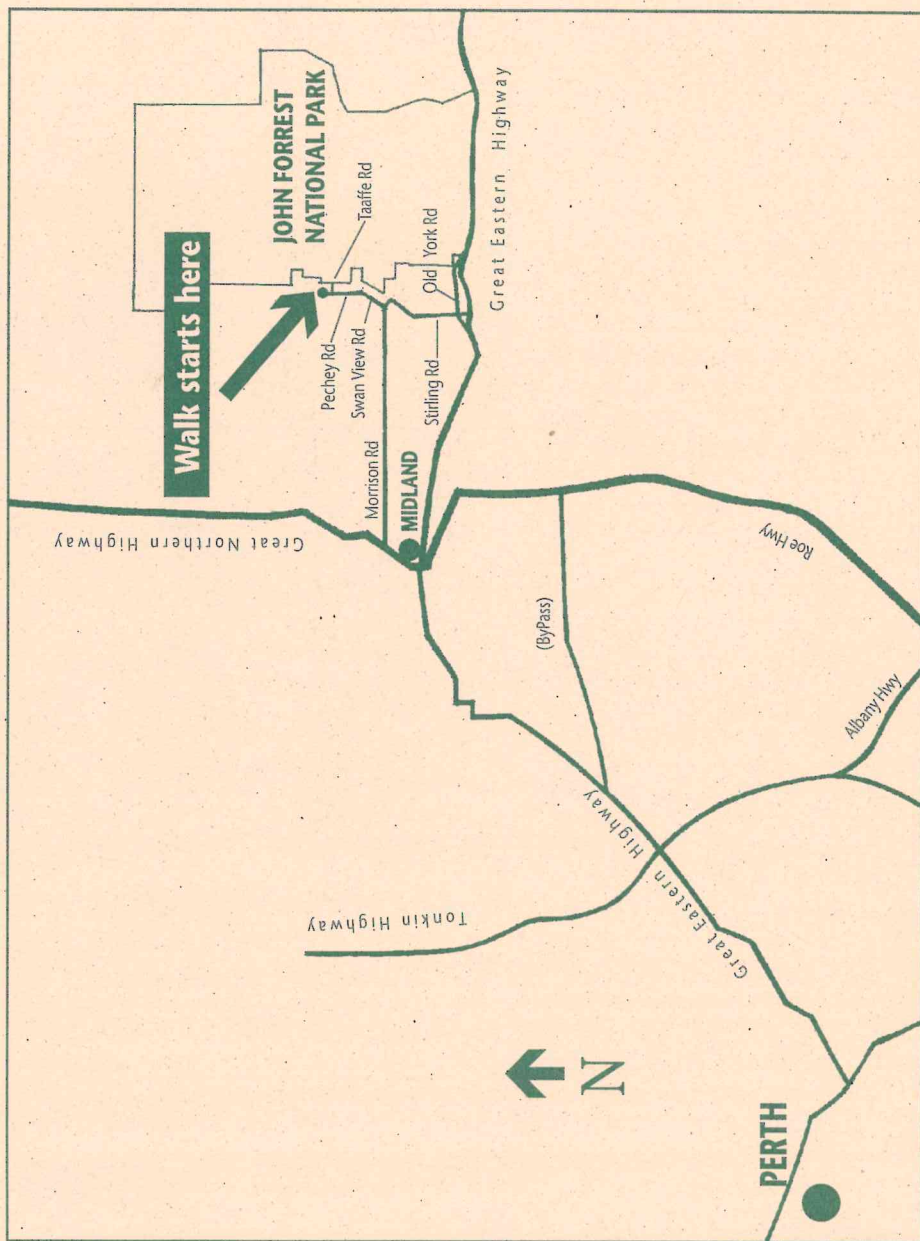 JOHN FORREST
NATIONAL PARK
Walk starts here
Taaffe Rd
Pechey Rd
Swan View Rd
Old York Rd
Great Eastern Highway
Stirling Rd
Morrison Rd
MIDLAND
Great Northern Highway
Roe Hwy
(ByPass)
Albany Hwy
Great Eastern Highway
Tonkin Highway
N
PERTH